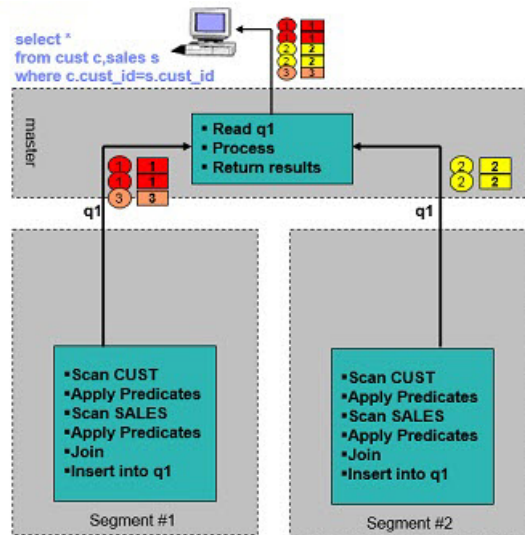 select *
from cust c,sales s
where c.cust_id=s.cust_id
1 1
1 1
2 2
2 2
3 3
master
▪ Read q1
▪ Process
▪ Return results
1 1
1 1
3 3
q1
2 2
2 2
q1
▪Scan CUST
▪Apply Predicates
▪Scan SALES
▪Apply Predicates
▪Join
▪Insert into q1
Segment #1
▪Scan CUST
▪Apply Predicates
▪Scan SALES
▪Apply Predicates
▪Join
▪Insert into q1
Segment #2